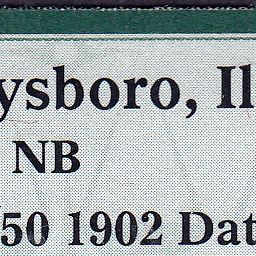 ysboro, Il
NB
50 1902 Dat